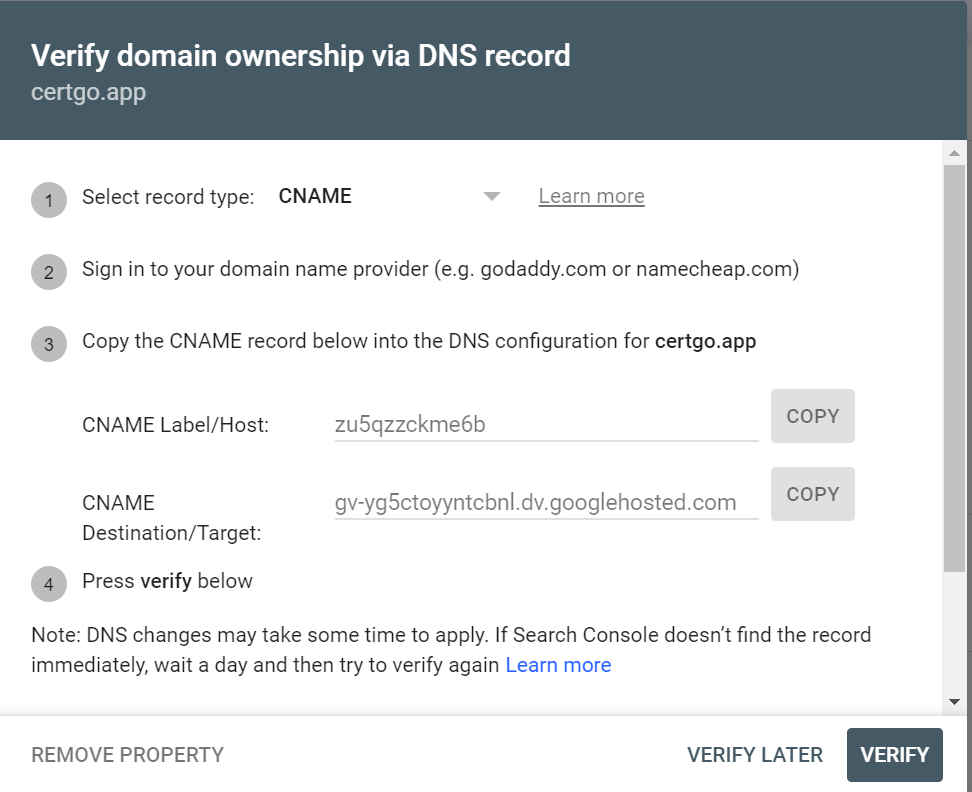 Verify domain ownership via DNS record
certgo.app
1 Select record type: CNAME Learn more
2 Sign in to your domain name provider (e.g. godaddy.com or namecheap.com)
3 Copy the CNAME record below into the DNS configuration for certgo.app
CNAME Label/Host: zu5qzzckme6b COPY
CNAME
Destination/Target: gv-yg5ctoyyntcbnl.dv.googlehosted.com COPY
4 Press verify below
Note: DNS changes may take some time to apply. If Search Console doesn’t find the record
immediately, wait a day and then try to verify again Learn more
REMOVE PROPERTY VERIFY LATER VERIFY